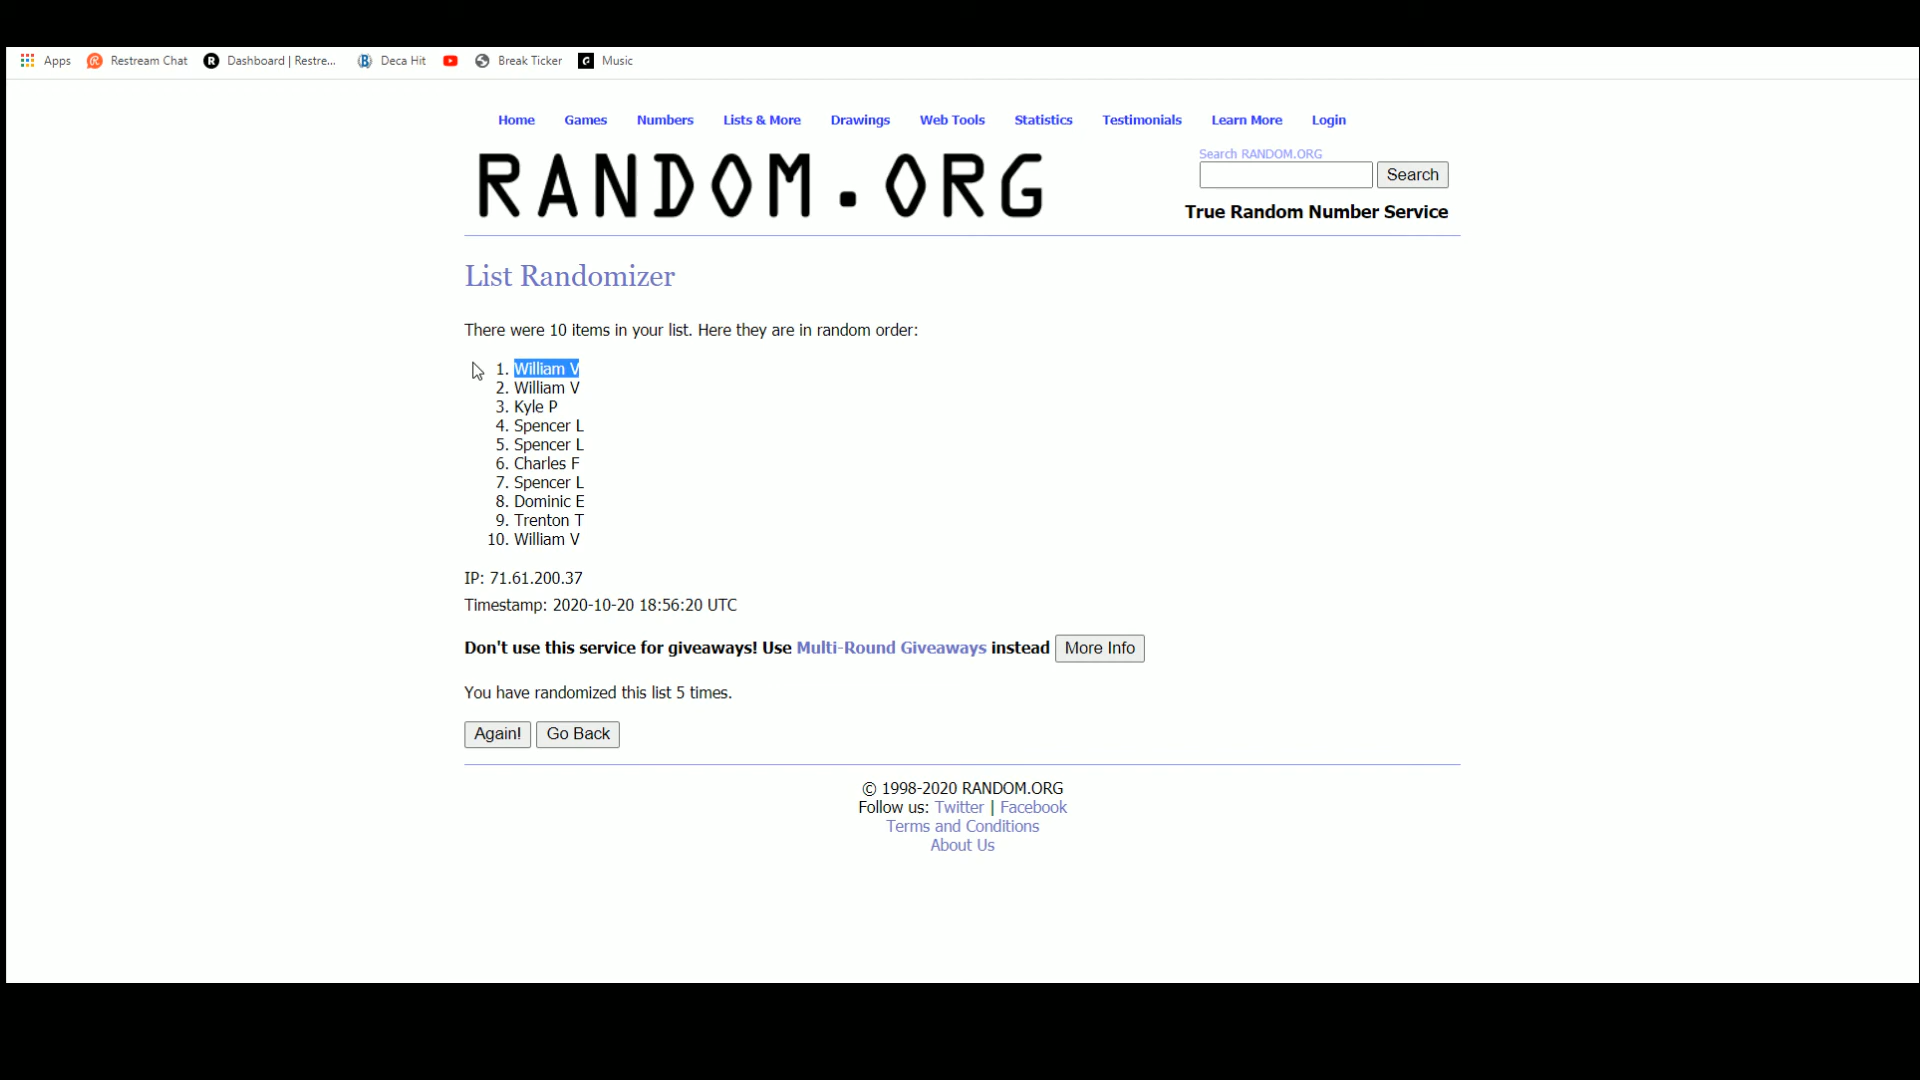 Apps Restream Chat Dashboard | Restre... Deca Hit Break Ticker Music
Home Games Numbers Lists & More Drawings Web Tools Statistics Testimonials Learn More Login
RANDOM.ORG
Search RANDOM.ORG
Search
True Random Number Service
List Randomizer
There were 10 items in your list. Here they are in random order:
1. William V
2. William V
3. Kyle P
4. Spencer L
5. Spencer L
6. Charles F
7. Spencer L
8. Dominic E
9. Trenton T
10. William V
IP: 71.61.200.37
Timestamp: 2020-10-20 18:56:20 UTC
Don't use this service for giveaways! Use Multi-Round Giveaways instead More Info
You have randomized this list 5 times.
Again! Go Back
© 1998-2020 RANDOM.ORG
Follow us: Twitter | Facebook
Terms and Conditions
About Us